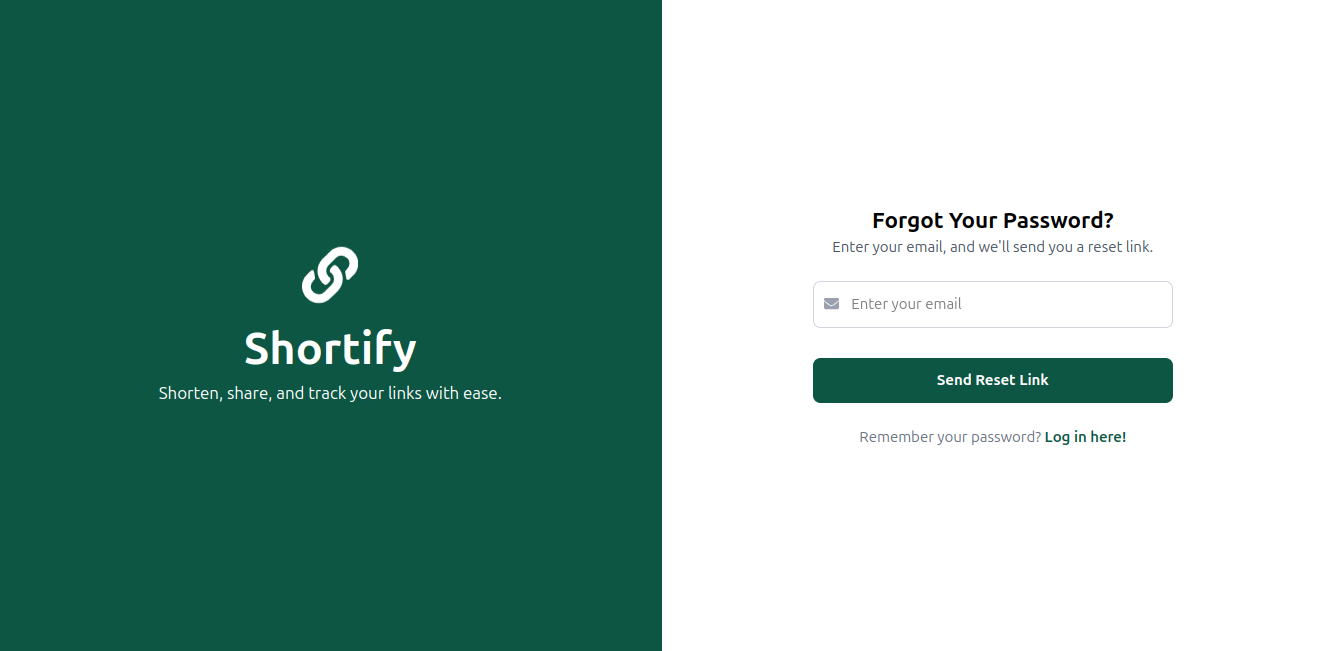 Shortify
Shorten, share, and track your links with ease.
Forgot Your Password?
Enter your email, and we'll send you a reset link.
Enter your email
Send Reset Link
Remember your password? Log in here!